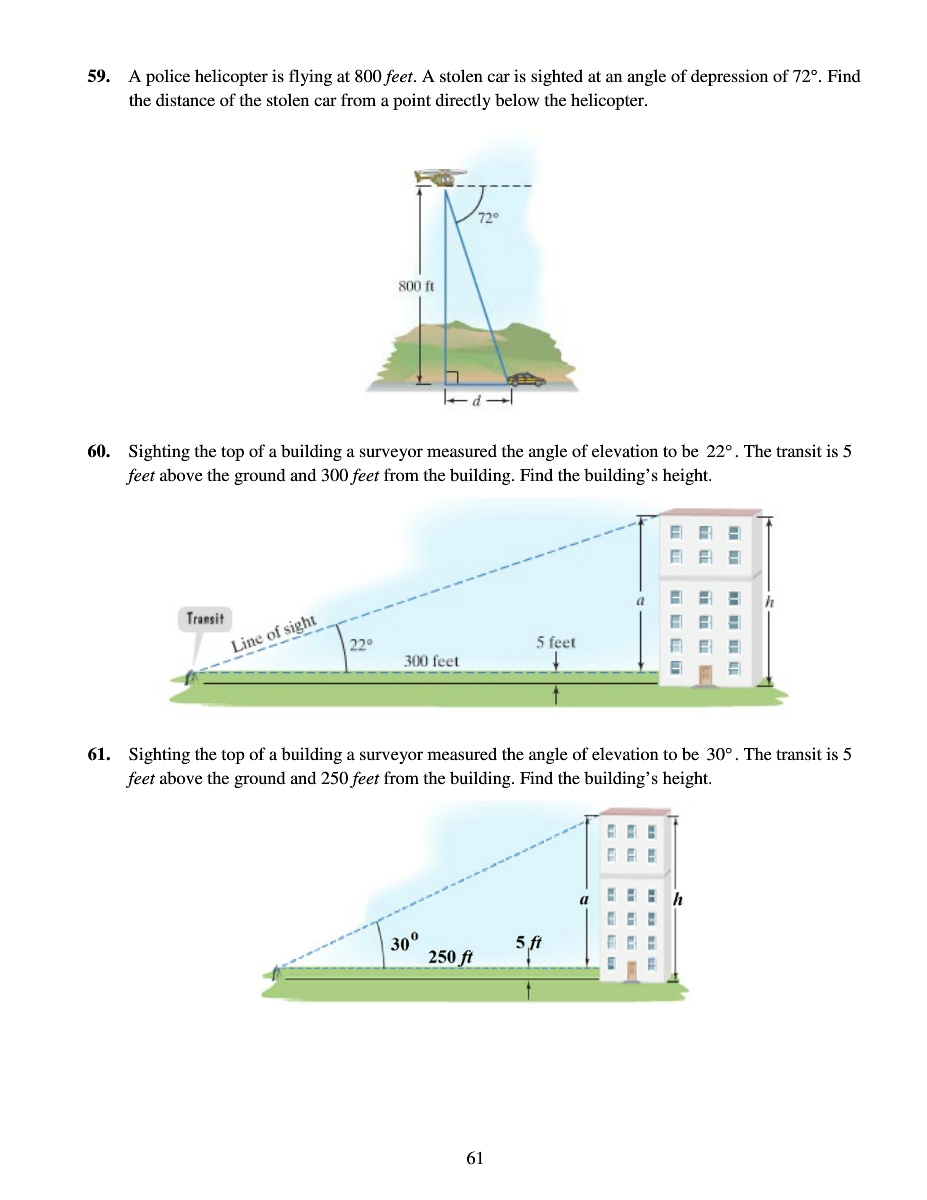 59. A police helicopter is flying at 800 feet. A stolen car is sighted at an angle of depression of 72°. Find
the distance of the stolen car from a point directly below the helicopter.
72°
800 ft
d
60. Sighting the top of a building a surveyor measured the angle of elevation to be 22°. The transit is 5
feet above the ground and 300 feet from the building. Find the building's height.
Transit
Line of sight
22°
300 feet
5 feet
a
h
61. Sighting the top of a building a surveyor measured the angle of elevation to be 30°. The transit is 5
feet above the ground and 250 feet from the building. Find the building's height.
30°
250 ft
5 ft
a
h
61